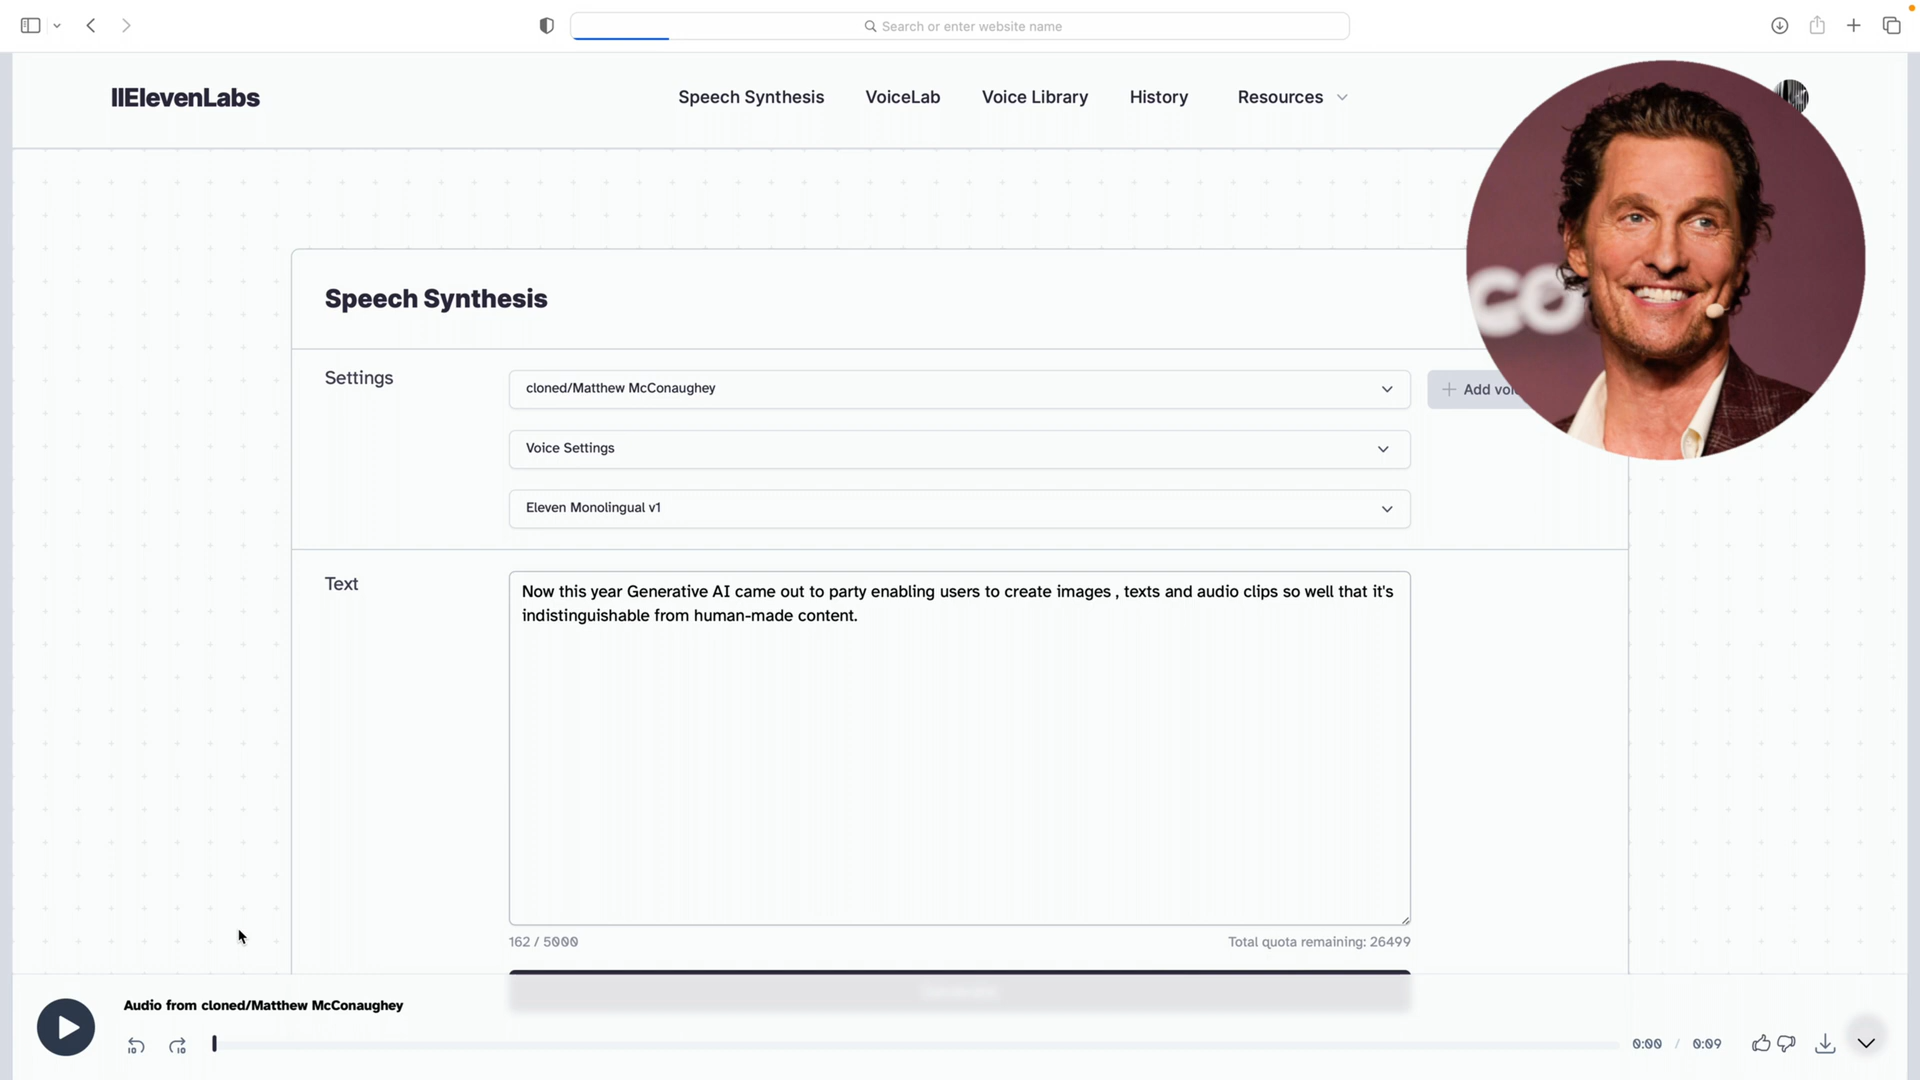 Search or enter website name
IIElevenLabs
Speech Synthesis
VoiceLab
Voice Library
History
Resources
CO
Speech Synthesis
Settings
cloned/Matthew McConaughey
Add
Voice Settings
Eleven Monolingual v1
Text
Now this year Generative AI came out to party enabling users to create images , texts and audio clips so well that it's
indistinguishable from human-made content.
162 / 5000
Total quota remaining: 26499
Audio from cloned/Matthew McConaughey
10
10
0:00 / 0:09